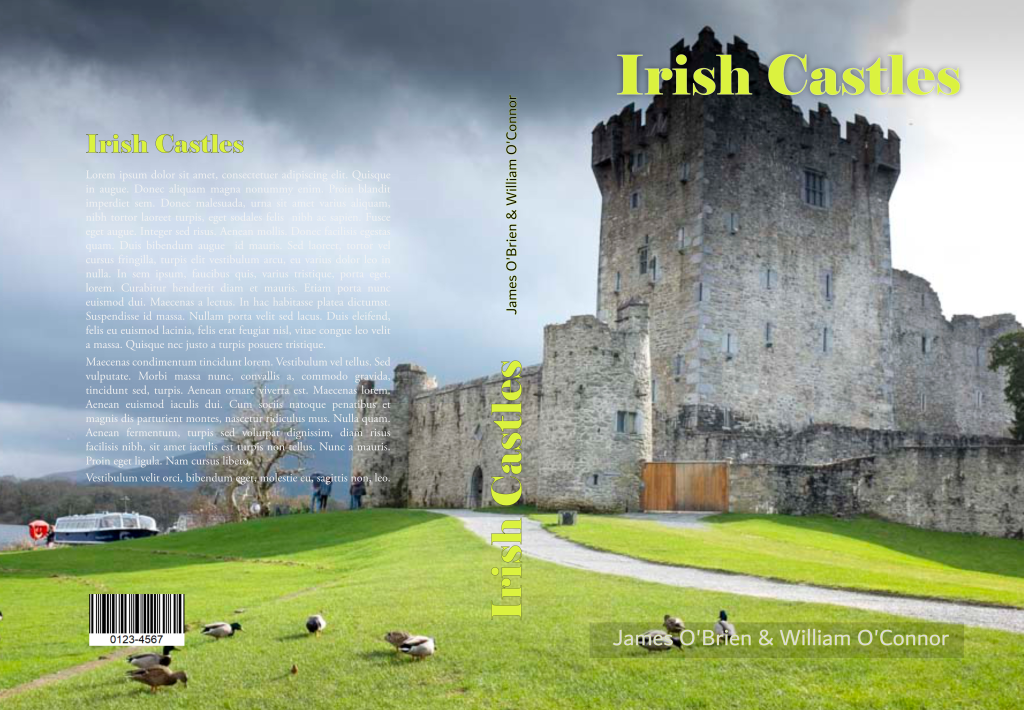 Irish Castles
Lorem ipsum dolor sit amet, consectetuer adipiscing elit. Quisque
in augue. Donec aliquam magna nonummy enim. Proin blandit
imperdiet sem. Donec malesuada, urna sit amet varius aliquam,
nibh tortor laoreet turpis, eget sodales felis nibh ac sapien. Fusce
eget augue. Integer sed risus. Aenean mollis. Donec facilisis egestas
quam. Duis bibendum augue id mauris. Sed laoreet, tortor vel
cursus fringilla, turpis elit vestibulum arcu, eu varius dolor leo in
nulla. In sem ipsum, faucibus quis, varius tristique, porta eget,
lorem. Curabitur hendrerit diam et mauris. Etiam porta nunc
euismod dui. Maecenas a lectus. In hac habitasse platea dictumst.
Suspendisse id massa. Nullam porta velit sed lacus. Duis eleifend,
felis eu euismod lacinia, felis erat feugiat nisl, vitae congue leo velit
a massa. Quisque nec justo a turpis posuere tristique.
Maecenas condimentum tincidunt lorem. Vestibulum vel tellus. Sed
vulputate. Morbi massa nunc, convallis a, commodo gravida,
tincidunt sed, turpis. Aenean ornare viverra est. Maecenas lorem.
Aenean euismod iaculis dui. Cum sociis natoque penatibus et
magnis dis parturient montes, nascetur ridiculus mus. Nulla quam.
Aenean fermentum, turpis sed volutpat dignissim, diam risus
facilisis nibh, sit amet iaculis est turpis non tellus. Nunc a mauris.
Proin eget ligula. Nam cursus libero.
Vestibulum velit orci, bibendum eget, molestie eu, sagittis non, leo.
0123-4567
James O'Brien & William O'Connor
Irish Castles
Irish Castles
James O'Brien & William O'Connor